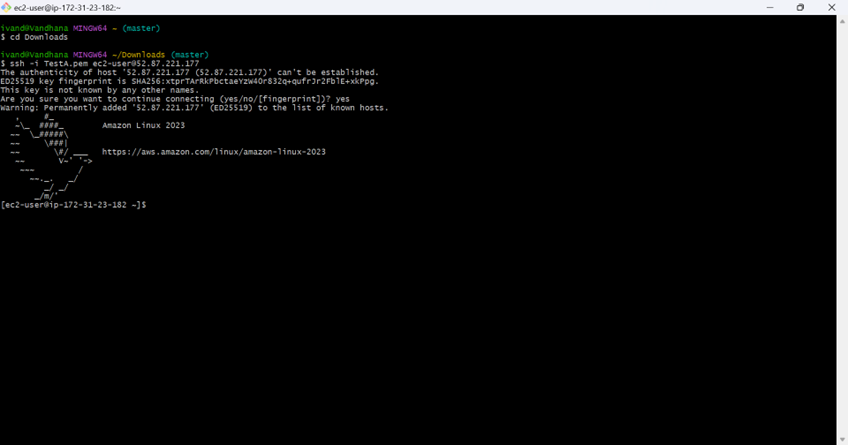 ec2-user@ip-172-31-23-182:~
ivand@Vandhana MINGW64 ~ (master)
$ cd Downloads
ivand@Vandhana MINGW64 ~/Downloads (master)
$ ssh -i TestA.pem ec2-user@52.87.221.177
The authenticity of host '52.87.221.177 (52.87.221.177)' can't be established.
ED25519 key fingerprint is SHA256:xtprTArRkPbctaeYzW4Or832q+qufrJr2FblE+xkPpg.
This key is not known by any other names.
Are you sure you want to continue connecting (yes/no/[fingerprint])? yes
Warning: Permanently added '52.87.221.177' (ED25519) to the list of known hosts.
   ,     #_
   ~\_  ####_        Amazon Linux 2023
  ~~  \_#####\
  ~~     \###|
  ~~       \#/ ___   https://aws.amazon.com/linux/amazon-linux-2023
   ~~       V~' '->
    ~~~         /
      ~~._.   _/
         _/ _/
       _/m/'
[ec2-user@ip-172-31-23-182 ~]$